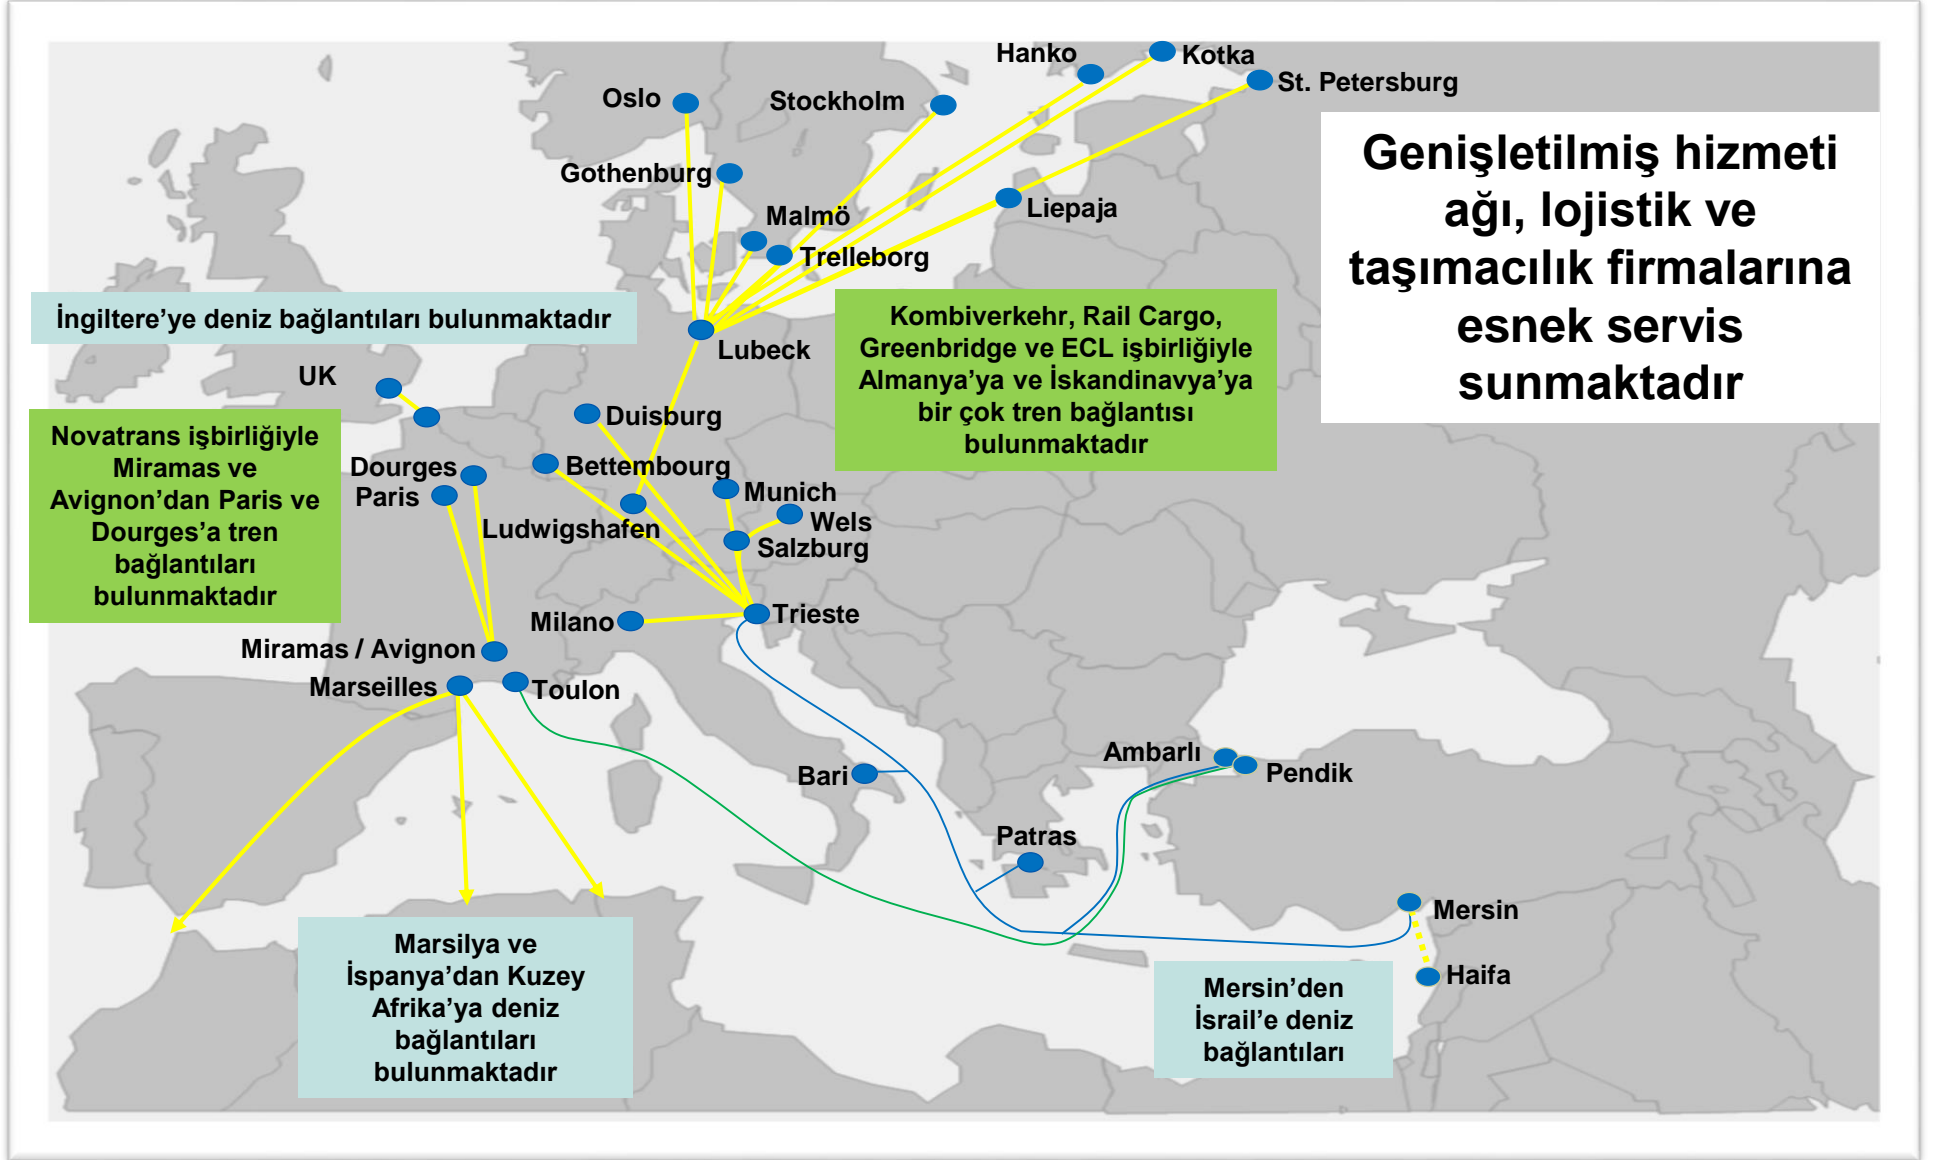 Hanko
Kotka
St. Petersburg
Oslo
Stockholm
Gothenburg
Malmö
Trelleborg
Liepaja
Genişletilmiş hizmeti
ağı, lojistik ve
taşımacılık firmalarına
esnek servis
sunmaktadır
İngiltere’ye deniz bağlantıları bulunmaktadır
Lubeck
Kombiverkehr, Rail Cargo,
Greenbridge ve ECL işbirliğiyle
Almanya’ya ve İskandinavya’ya
bir çok tren bağlantısı
bulunmaktadır
UK
Duisburg
Novatrans işbirliğiyle
Miramas ve
Avignon’dan Paris ve
Dourges’a tren
bağlantıları
bulunmaktadır
Dourges
Paris
Bettembourg
Ludwigshafen
Munich
Wels
Salzburg
Milano
Trieste
Miramas / Avignon
Marseilles
Toulon
Bari
Ambarlı
Pendik
Patras
Mersin
Haifa
Marsilya ve
İspanya’dan Kuzey
Afrika’ya deniz
bağlantıları
bulunmaktadır
Mersin’den
İsrail’e deniz
bağlantıları